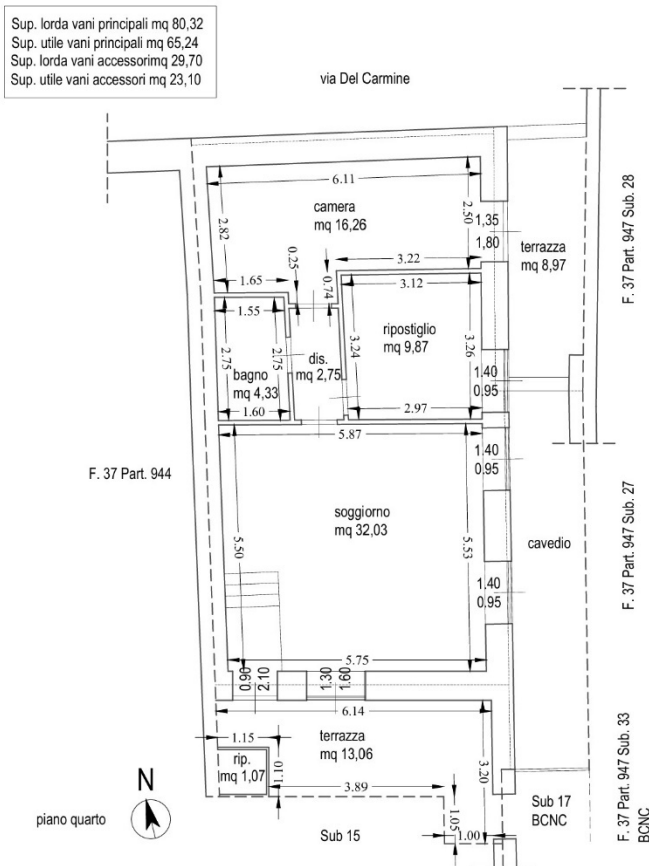 Sup. lorda vani principali mq 80,32
Sup. utile vani principali mq 65,24
Sup. lorda vani accessorimq 29,70
Sup. utile vani accessori mq 23,10
via Del Carmine
6.11
camera
mq 16,26
2.82
2.50
1,35
1,80
terrazza
mq 8,97
F. 37 Part. 947 Sub. 28
1.65
0.25
0.74
3.22
1.55
3.12
ripostiglio
mq 9,87
2.75
2.75
3.24
3.26
dis.
mq 2,75
bagno
mq 4,33
1.40
0.95
1.60
2.97
5.87
1.40
0.95
F. 37 Part. 944
soggiorno
mq 32,03
cavedio
F. 37 Part. 947 Sub. 27
5.50
5.53
1.40
0.95
5.75
0.90
2.10
1.30
1.60
6.14
terrazza
mq 13,06
1.15
rip.
mq 1,07
1.10
3.89
3.20
1.05
1.00
N
piano quarto
Sub 15
Sub 17
BCNC
F. 37 Part. 947 Sub. 33
BCNC